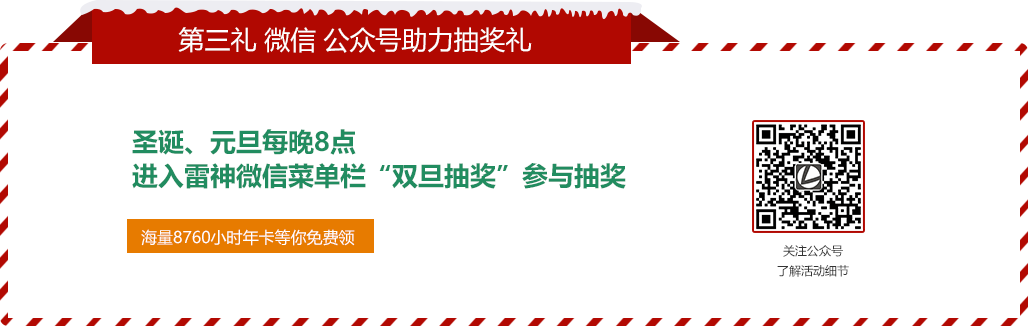 第三礼 微信 公众号助力抽奖礼
圣诞、元旦每晚8点
进入雷神微信菜单栏“双旦抽奖”参与抽奖
海量8760小时年卡等你免费领
关注公众号
了解活动细节